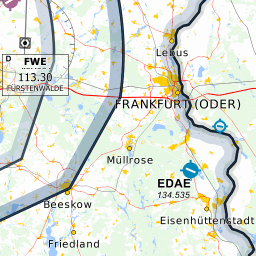 Lebus
D
FWE
113.30
FÜRSTENWALDE
FRANKFURT (ODER)
Müllrose
EDAE
134.535
Beeskow
Eisenhüttenstadt
Friedland